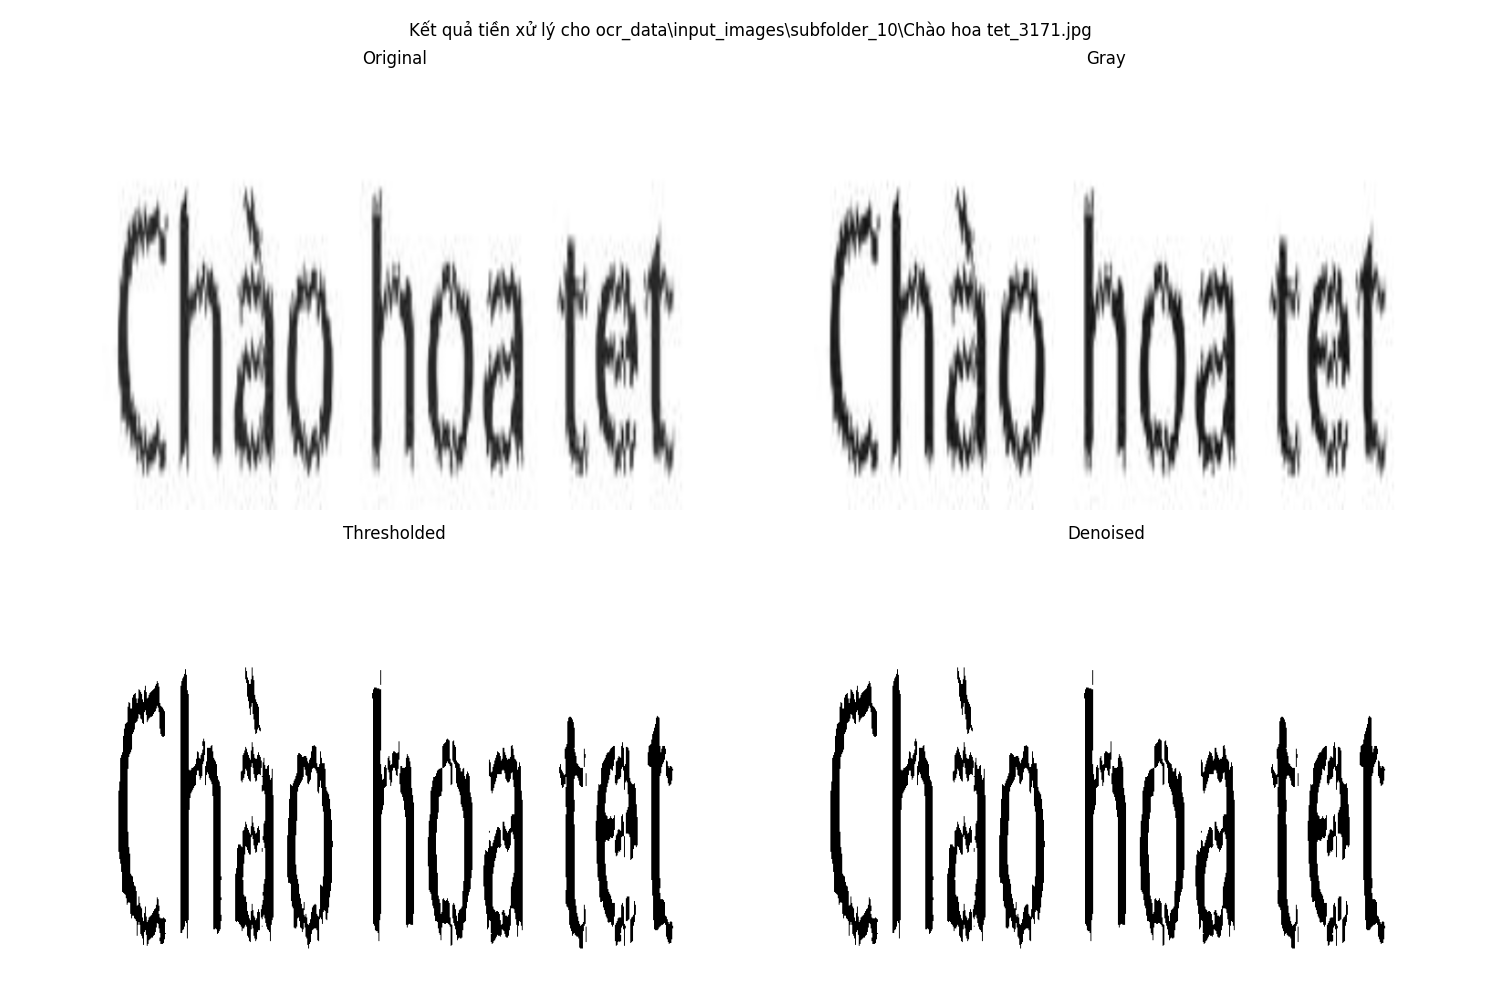 Kết quả tiền xử lý cho ocr_data\input_images\subfolder_10\Chào hoa tet_3171.jpg
Original
Gray
Chào hoa tet
Chào hoa tet
Thresholded
Denoised
Chào hoa tet
Chào hoa tet